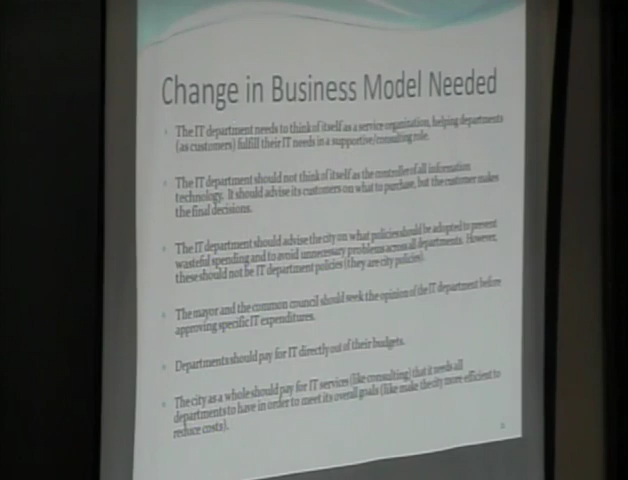 Change in Business Model Needed
The IT department needs to think of itself as a service organization, helping departments
(as customers) fulfill their IT needs in a supportive/consulting role.
The IT department should not think of itself as the controller of all information
technology. It should advise its customers on what to purchase, but the customer makes
the final decisions.
The IT department should advise the city on what policies should be adopted to prevent
wasteful spending and to avoid unnecessary problems across all departments. However,
these should not be IT department policies (they are city policies).
The mayor and the common council should seek the opinion of the IT department before
approving specific IT expenditures.
Departments should pay for IT directly out of their budgets.
The city as a whole should pay for IT services (like consulting) that it needs all
departments to have in order to meet its overall goals (like make the city more efficient to
reduce costs).